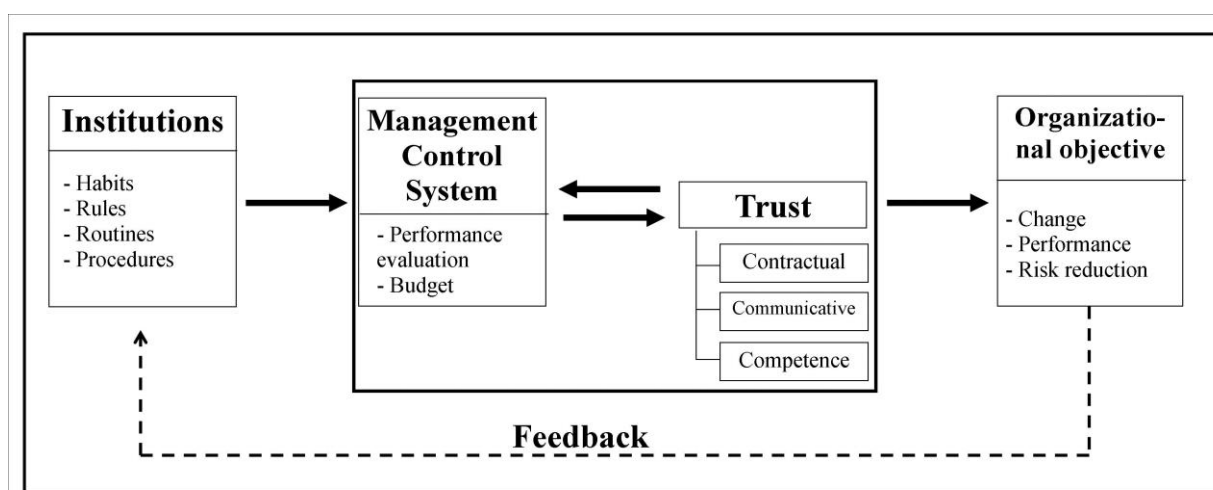 Institutions
- Habits
- Rules
- Routines
- Procedures
Management
Control
System
- Performance
evaluation
- Budget
Trust
Contractual
Communicative
Competence
Organizatio-
nal objective
- Change
- Performance
- Risk reduction
Feedback